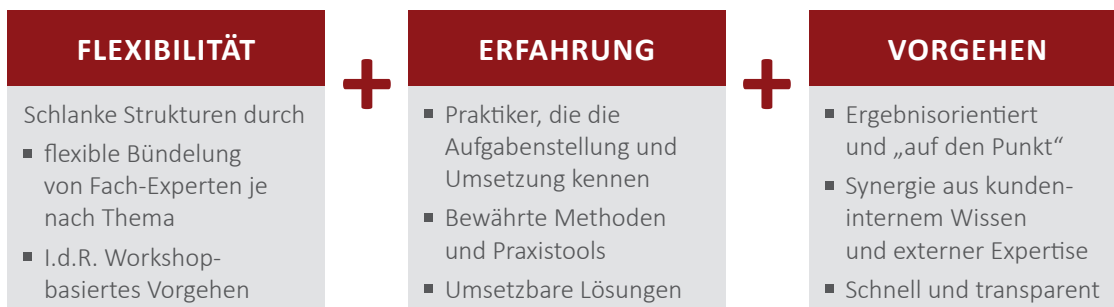 FLEXIBILITÄT
Schlanke Strukturen durch
▪ flexible Bündelung
von Fach-Experten je
nach Thema
▪ I.d.R. Workshop-
basiertes Vorgehen
+
ERFAHRUNG
▪ Praktiker, die die
Aufgabenstellung und
Umsetzung kennen
▪ Bewährte Methoden
und Praxistools
▪ Umsetzbare Lösungen
+
VORGEHEN
▪ Ergebnisorientiert
und „auf den Punkt“
▪ Synergie aus kunden-
internem Wissen
und externer Expertise
▪ Schnell und transparent